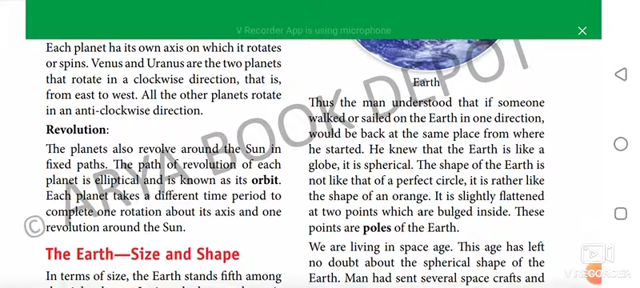 V Recorder App is using microphone
Each planet ha its own axis on which it rotates
or spins. Venus and Uranus are the two planets
that rotate in a clockwise direction, that is,
from east to west. All the other planets rotate
in an anti-clockwise direction.
Revolution:
The planets also revolve around the Sun in
fixed paths. The path of revolution of each
planet is elliptical and is known as its orbit.
Each planet takes a different time period to
complete one rotation about its axis and one
revolution around the Sun.
The Earth—Size and Shape
In terms of size, the Earth stands fifth among
Earth
Thus the man understood that if someone
walked or sailed on the Earth in one direction,
would be back at the same place from where
he started. He knew that the Earth is like a
globe, it is spherical. The shape of the Earth is
not like that of a perfect circle, it is rather like
the shape of an orange. It is slightly flattened
at two points which are bulged inside. These
points are poles of the Earth.
We are living in space age. This age has left
no doubt about the spherical shape of the
Earth. Man had sent several space crafts and
© ARYA BOOK DEPOT
V RECORDER